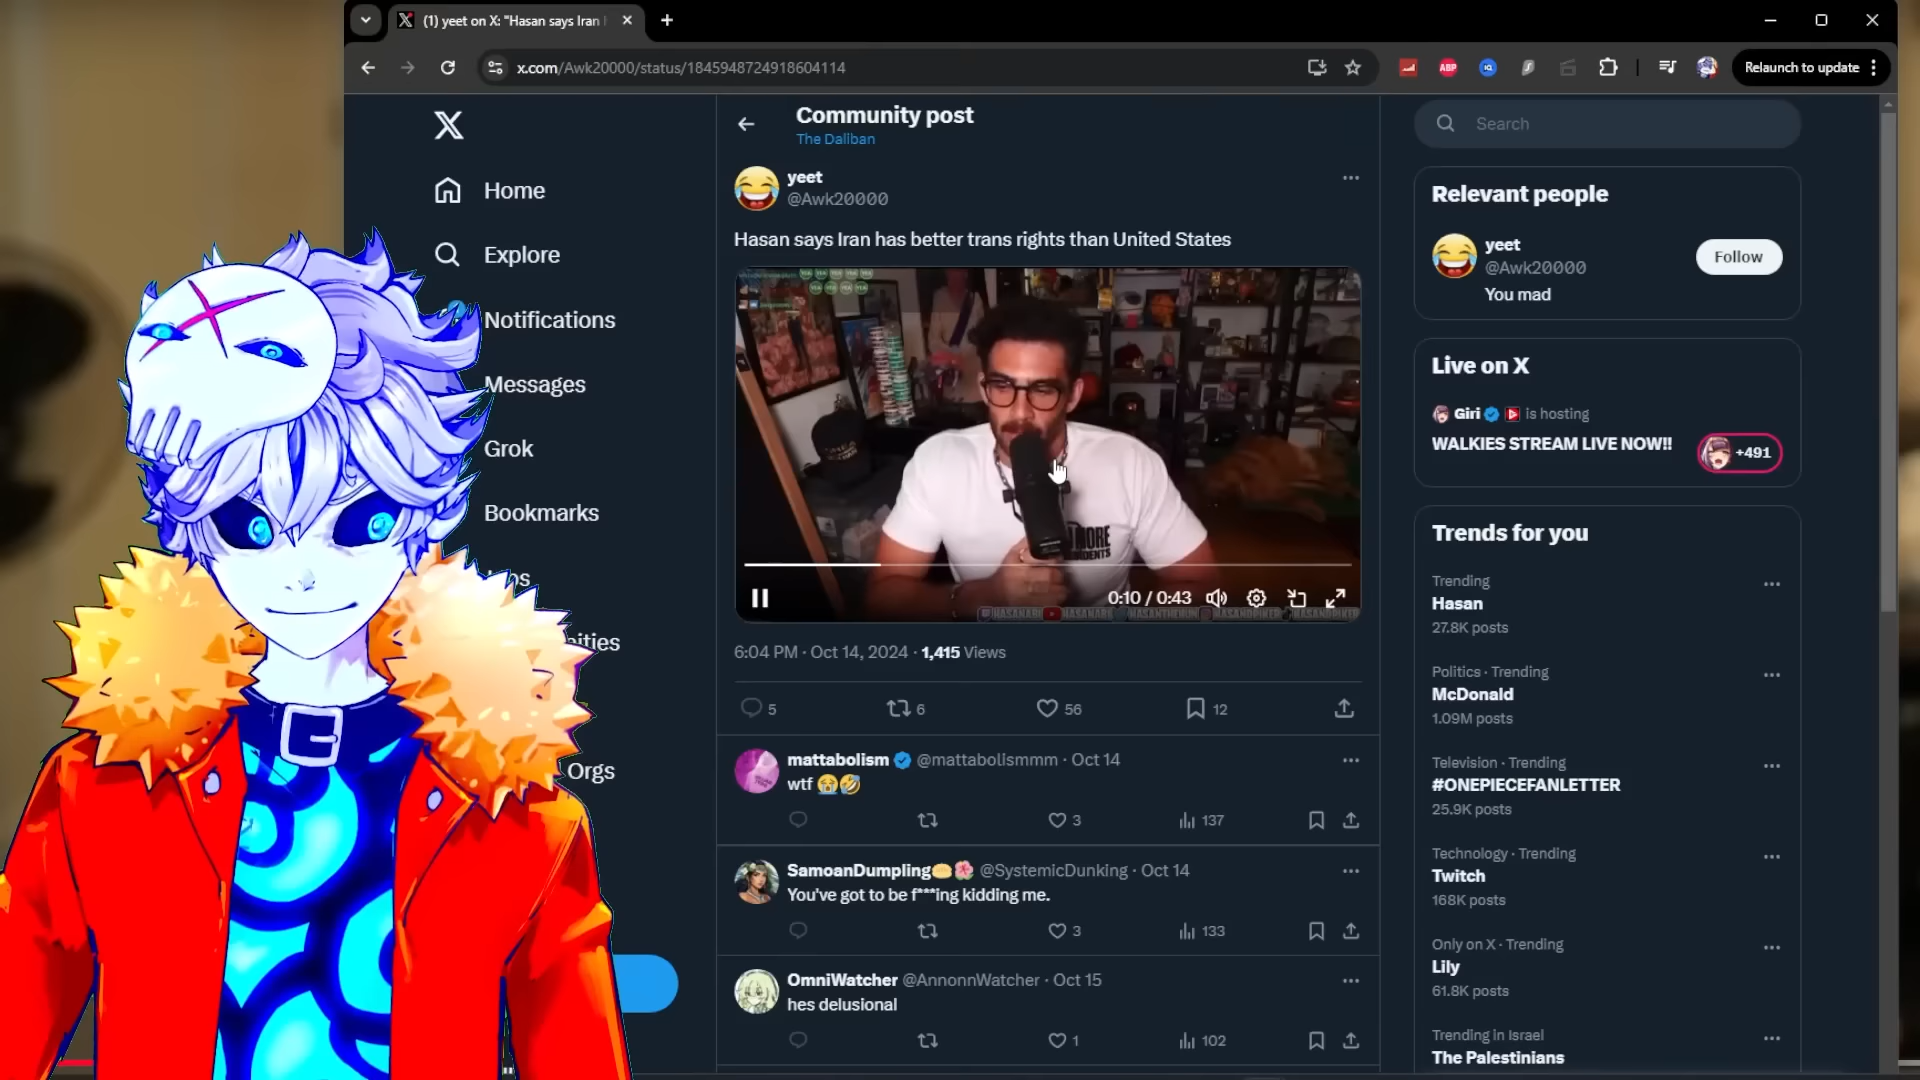 (1) yeet on X: "Hasan says Iran
x.com/Awk20000/status/1845948724918604114
Relaunch to update
ABP
Home
Explore
Notifications
Messages
Grok
Bookmarks
Orgs
Community post
The Dallban
yeet
@Awk20000
Hasan says Iran has better trans rights than United States
0:10 / 0:43
6:04 PM · Oct 14, 2024 · 1,415 Views
5
6
56
12
mattabolism @mattabolismmm · Oct 14
wtf 😭🤣
3
137
SamoanDumpling🥯🌺 @SystemicDunking · Oct 14
You've got to be f***ing kidding me.
3
133
OmniWatcher @AnnonnWatcher · Oct 15
hes delusional
1
102
Search
Relevant people
yeet
@Awk20000
You mad
Follow
Live on X
Giri is hosting
WALKIES STREAM LIVE NOW!!
+491
Trends for you
Trending
Hasan
27.8K posts
Politics · Trending
McDonald
1.09M posts
Television · Trending
#ONEPIECEFANLETTER
25.9K posts
Technology · Trending
Twitch
168K posts
Only on X · Trending
Lily
61.8K posts
Trending in Israel
The Palestinians